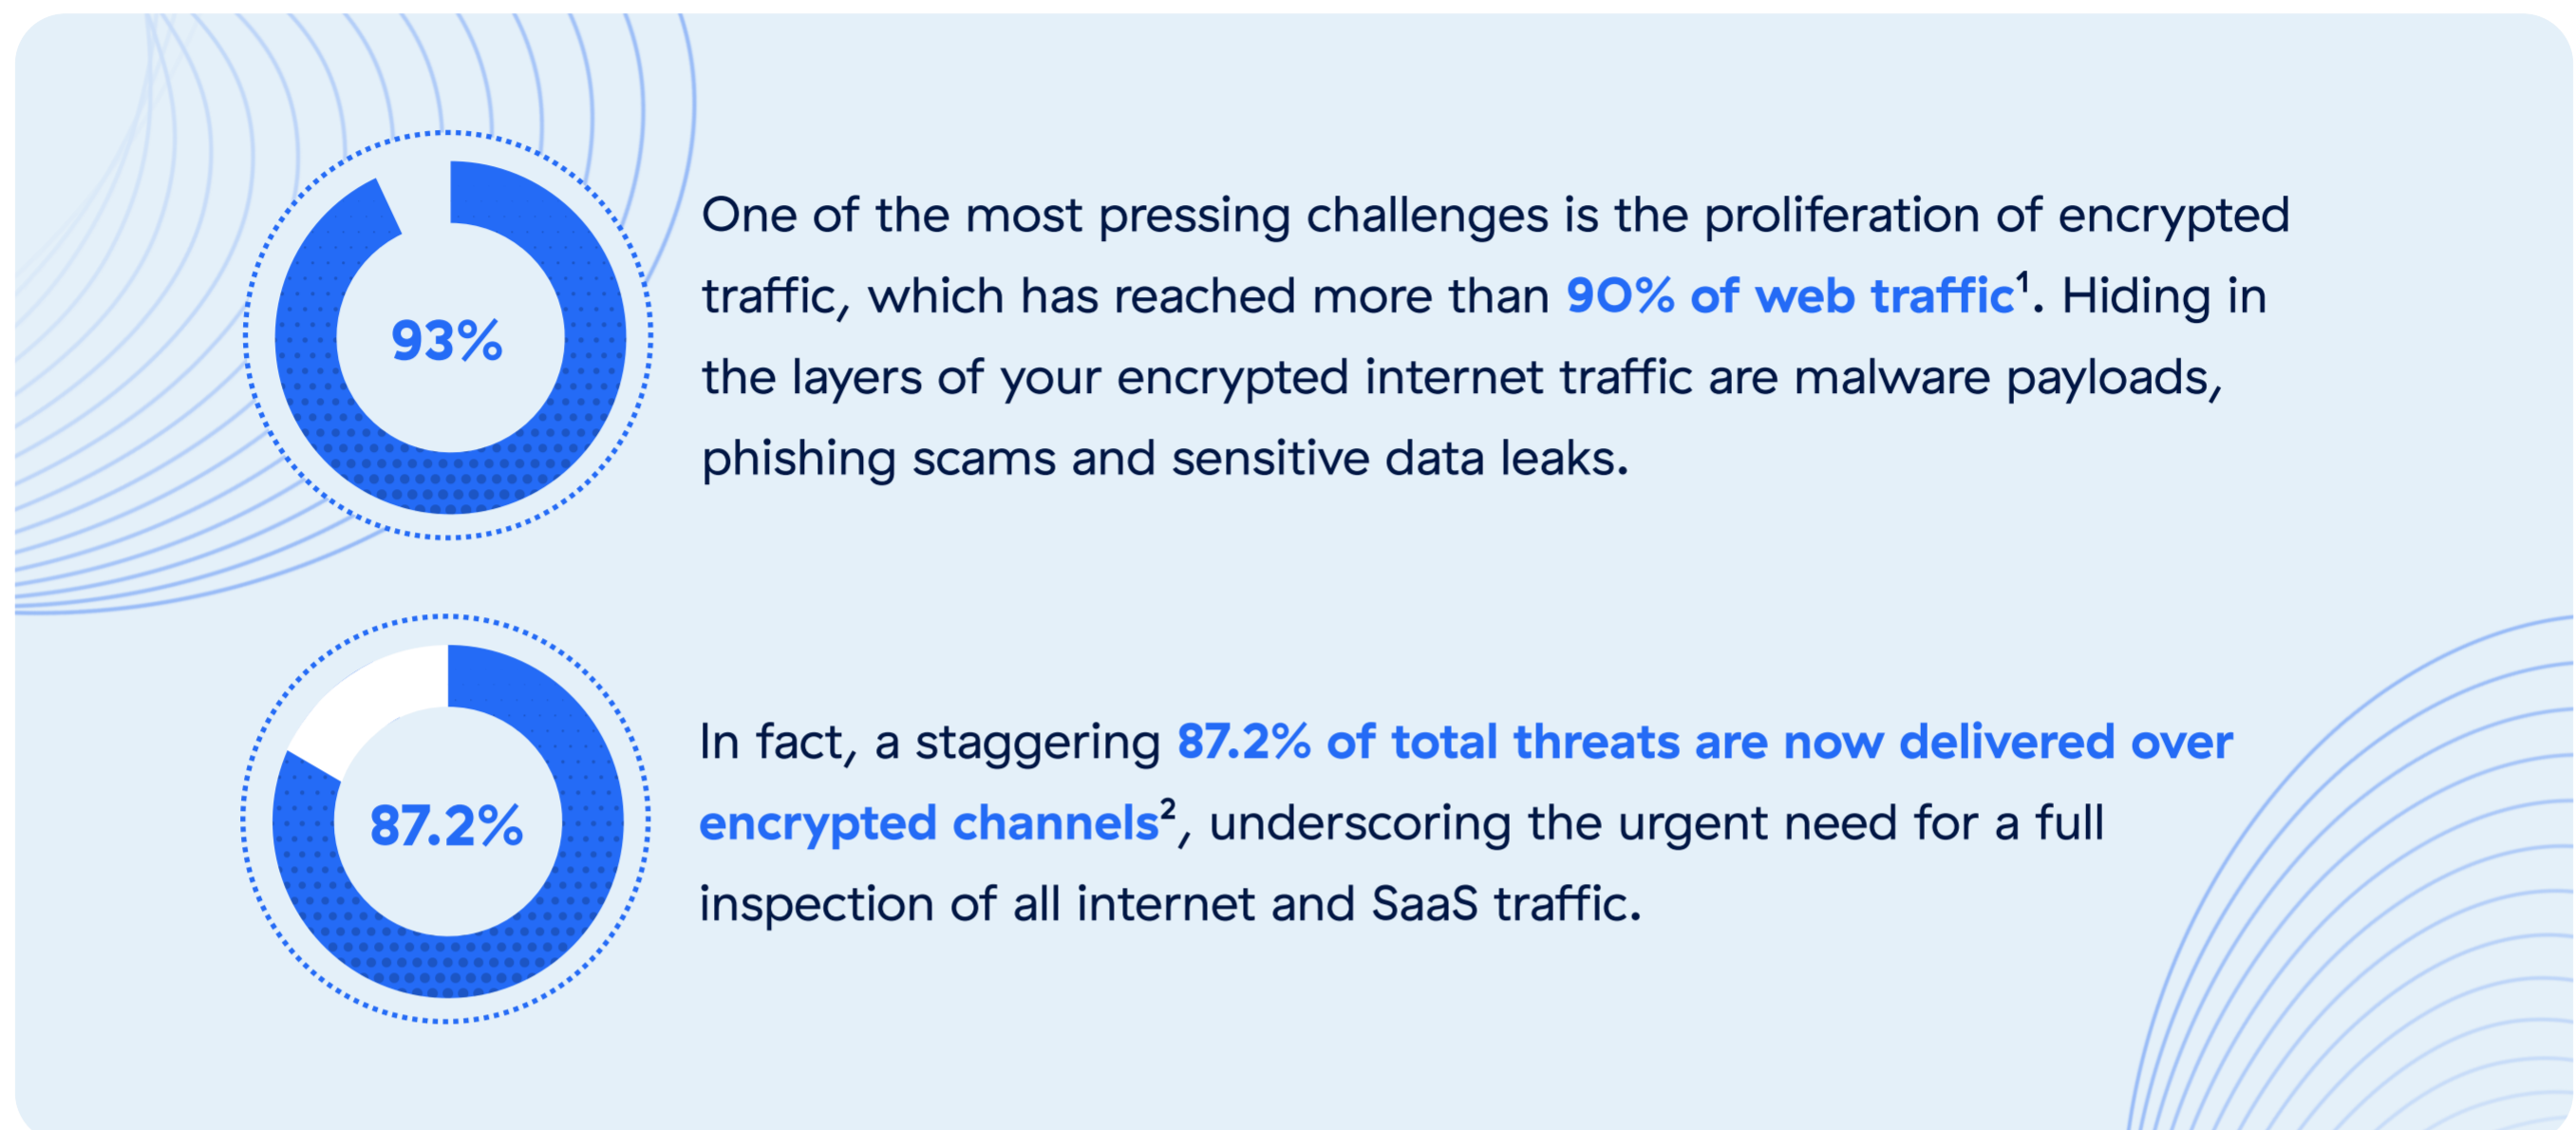 93%
One of the most pressing challenges is the proliferation of encrypted
traffic, which has reached more than 90% of web traffic¹. Hiding in
the layers of your encrypted internet traffic are malware payloads,
phishing scams and sensitive data leaks.
87.2%
In fact, a staggering 87.2% of total threats are now delivered over
encrypted channels², underscoring the urgent need for a full
inspection of all internet and SaaS traffic.